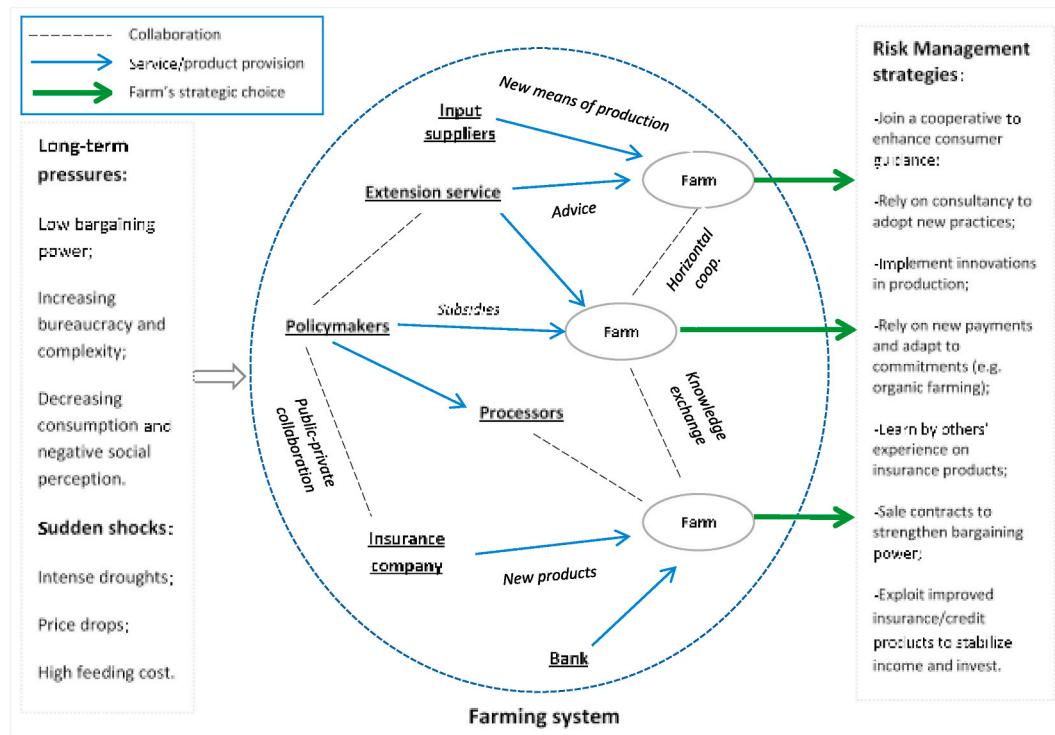 Collaboration
Service/product provision
Farm's strategic choice
Long-term
pressures:
Low bargaining
power;
Increasing
bureaucracy and
complexity;
Decreasing
consumption and
negative social
perception.
Sudden shocks:
Intense droughts;
Price drops;
High feeding cost.
New means of production
Input
suppliers
Farm
Extension service
Advice
Horizontal
coop.
Policymakers
Subsidies
Farm
Public-private
collaboration
Processors
Knowledge
exchange
Farm
Insurance
company
New products
Bank
Farming system
Risk Management
strategies:
-Join a cooperative to
enhance consumer
guidance;
-Rely on consultancy to
adopt new practices;
-Implement innovations
in production;
-Rely on new payments
and adapt to
commitments (e.g.
organic farming);
-Learn by others'
experience on
insurance products;
-Sale contracts to
strengthen bargaining
power;
-Exploit improved
insurance/credit
products to stabilize
income and invest.